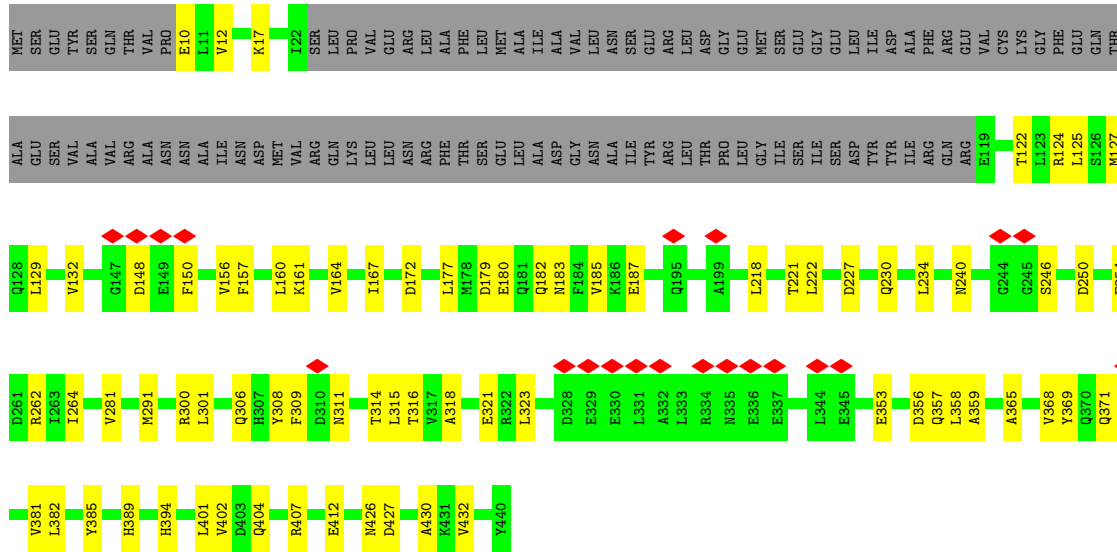 MET SER GLU TYR SER GLN THR VAL PRO E10 L11 V12 K17 I22 SER LEU PRO VAL GLU ARG LEU ALA PHE LEU MET ALA ILE ALA VAL LEU ASN SER GLU ARG LEU ASP GLY GLU MET SER GLU GLY GLU LEU ILE ASP ALA PHE ARG GLU VAL CYS LYS GLY PHE GLU GLN THR
ALA GLU SER VAL ALA VAL ARG ALA ASN ASN ALA ILE ASN ASP MET VAL ARG GLN LYS LEU LEU ASN ARG PHE THR SER GLU LEU ALA ASP GLY ASN ALA ILE TYR ARG LEU THR PRO LEU GLY ILE SER ILE SER ASP TYR TYR ILE ARG GLN ARG E119 T122 L123 R124 L125 S126 M127
Q128 L129 V132 G147 D148 E149 F150 V156 F157 L160 K161 V164 I167 D172 L177 M178 D179 E180 Q181 Q182 N183 F184 V185 K186 E187 Q195 A199 L218 T221 L222 D227 Q230 L234 N240 G244 G245 S246 D250
D261 R262 I263 I264 V281 M291 R300 L301 Q306 H307 Y308 F309 D310 N311 T314 L315 T316 V317 A318 E321 R322 L323 D328 E329 E330 L331 A332 L333 R334 N335 E336 E337 L344 E345 E353 D356 Q357 L358 A359 A365 V368 Y369 Q370 Q371
V381 L382 Y385 H389 H394 L401 V402 D403 Q404 R407 E412 N426 D427 A430 K431 V432 Y440